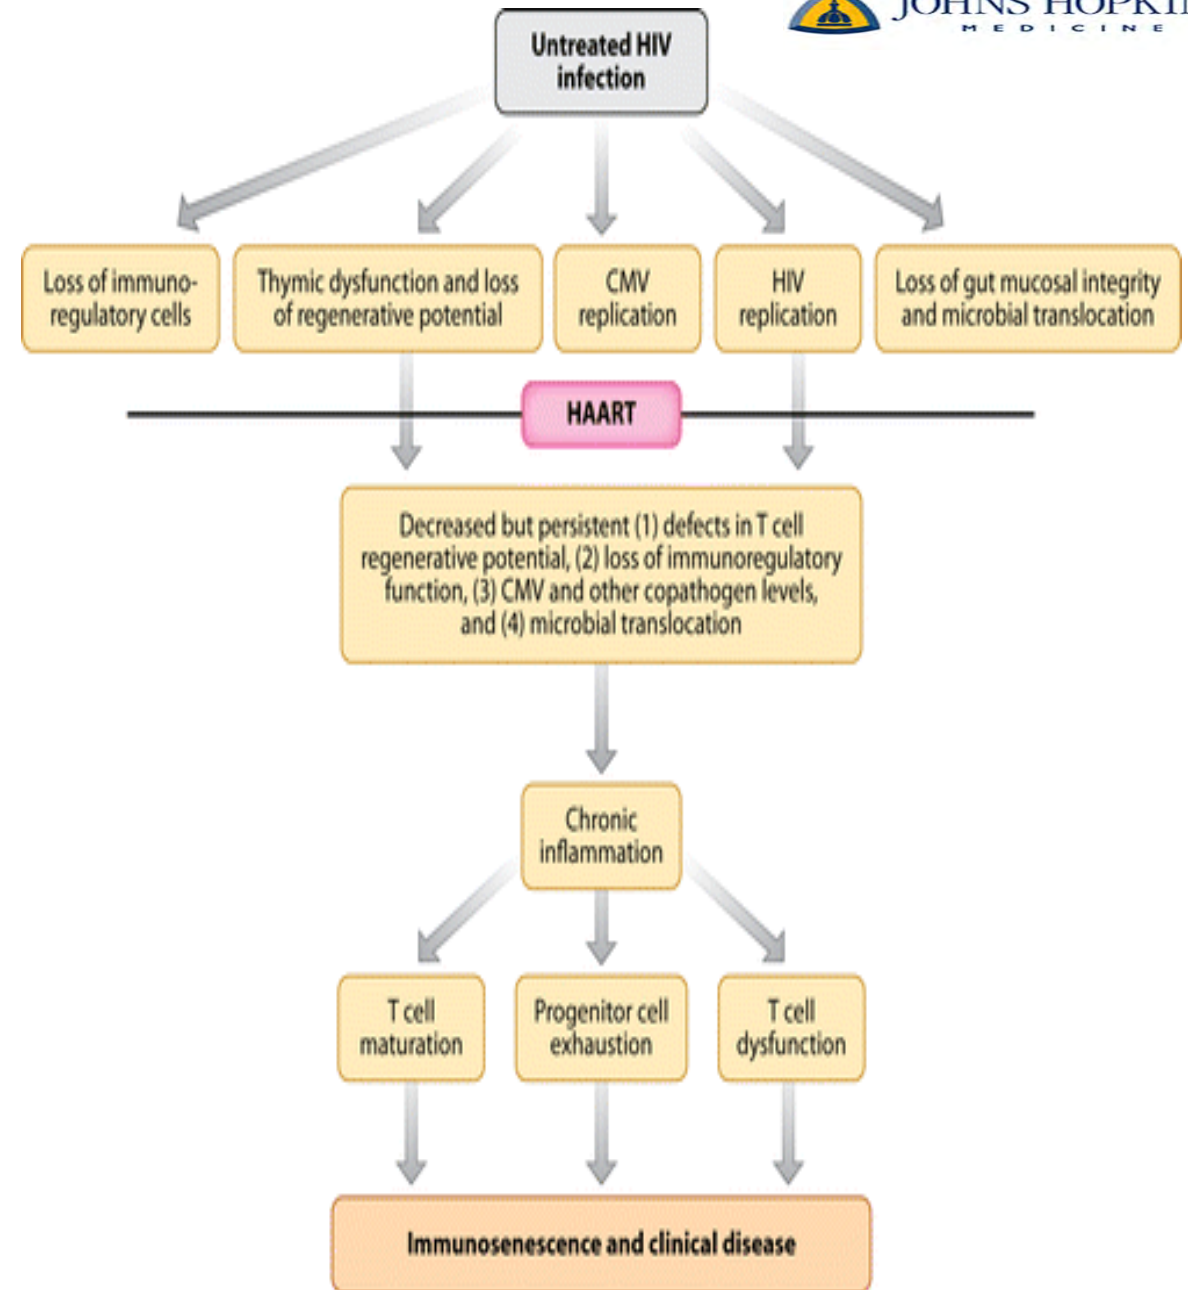 JOHNS HOPKIN
MEDICINE
Untreated HIV
infection
Loss of immuno-
regulatory cells
Thymic dysfunction and loss
of regenerative potential
CMV
replication
HIV
replication
Loss of gut mucosal integrity
and microbial translocation
HAART
Decreased but persistent (1) defects in T cell
regenerative potential, (2) loss of immunoregulatory
function, (3) CMV and other copathogen levels,
and (4) microbial translocation
Chronic
inflammation
T cell
maturation
Progenitor cell
exhaustion
T cell
dysfunction
Immunosenescence and clinical disease